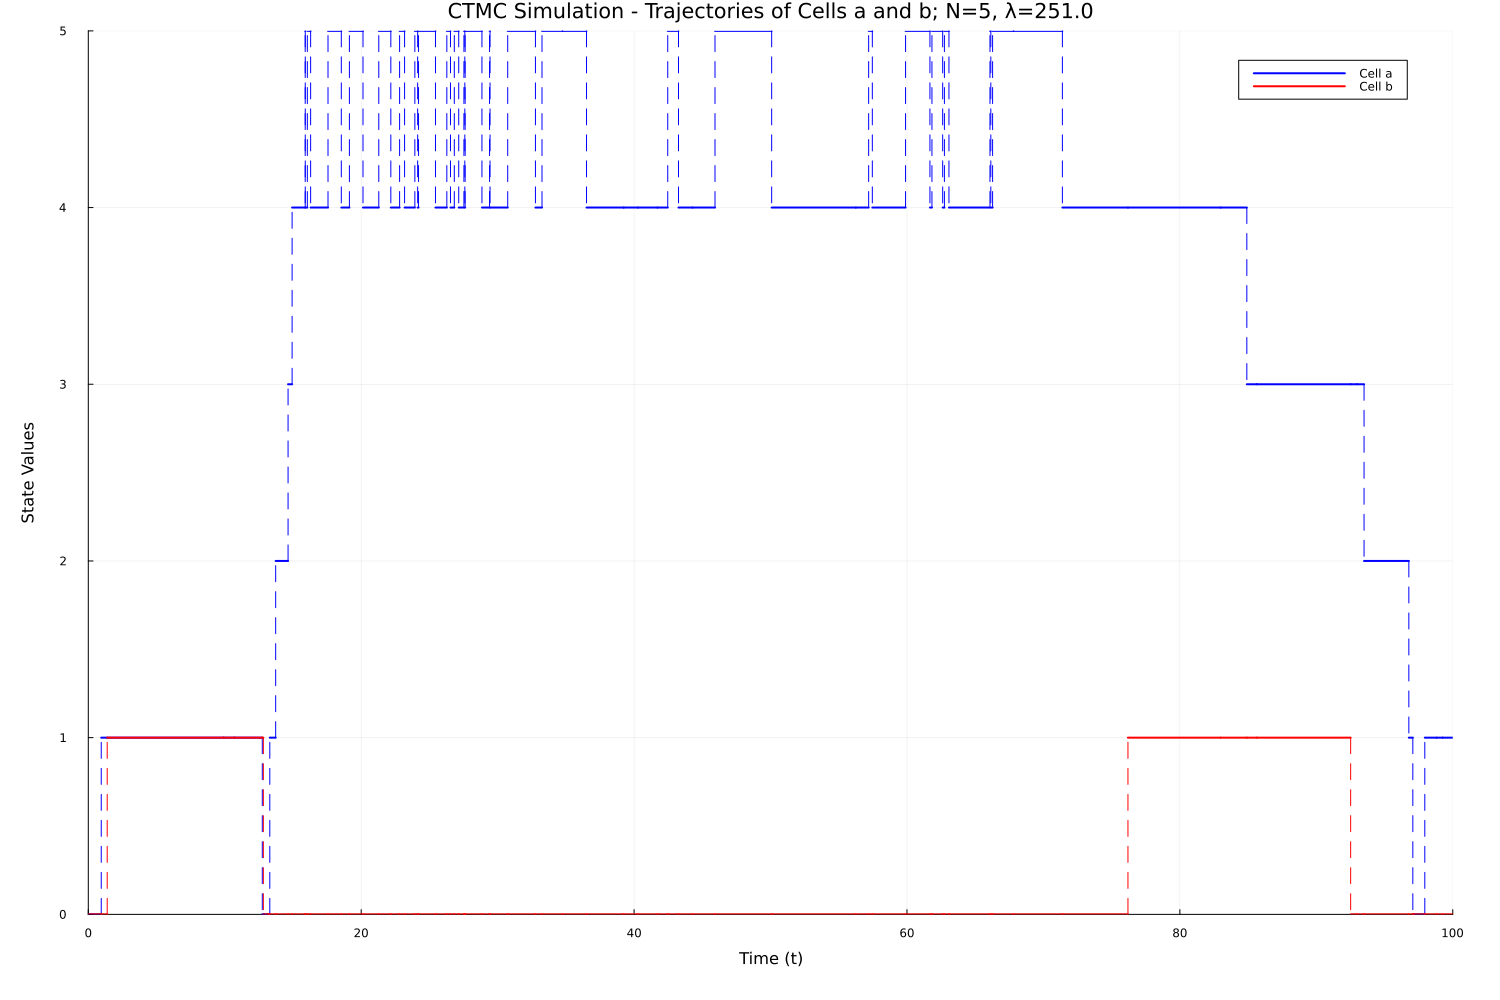 CTMC Simulation - Trajectories of Cells a and b; N=5, λ=251.0
Cell a
Cell b
State Values
5
4
3
2
1
0
0 20 40 60 80 100
Time (t)